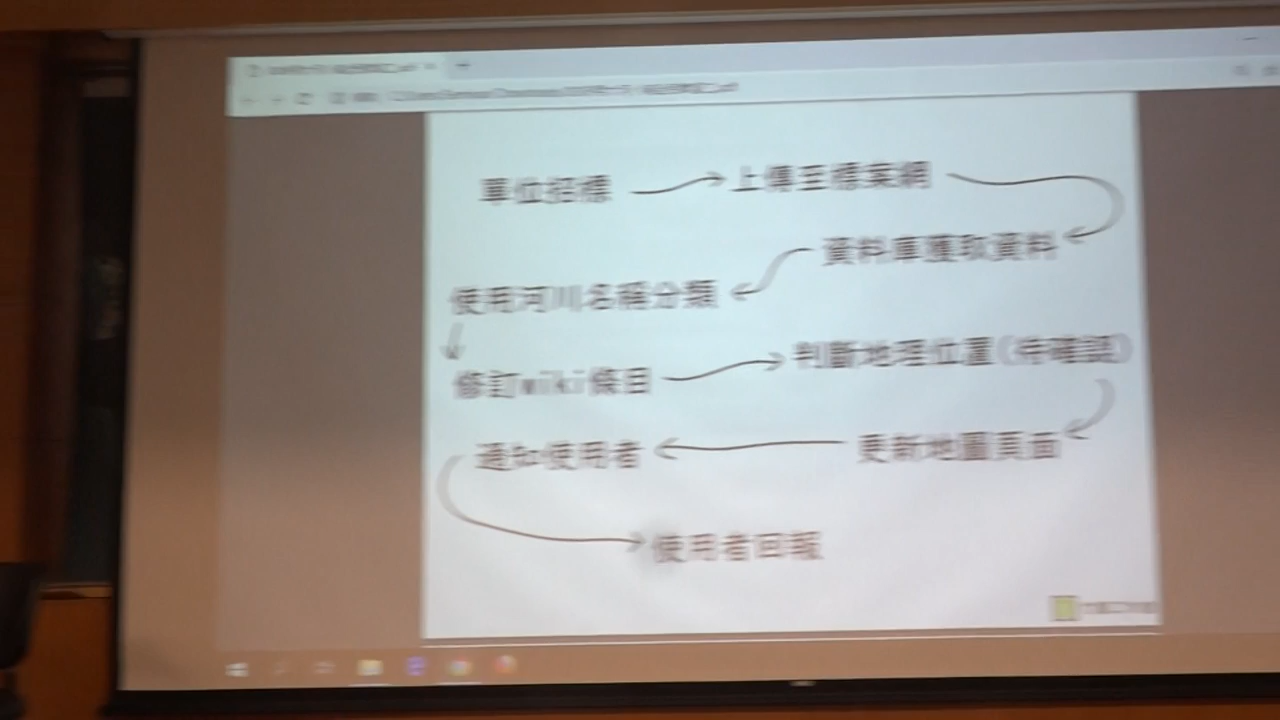 單位招標
上傳至標案網
資料庫獲取資料
使用河川名稱分類
修訂wiki條目
判斷地理位置(待確認)
更新地圖頁面
通知使用者
使用者回報